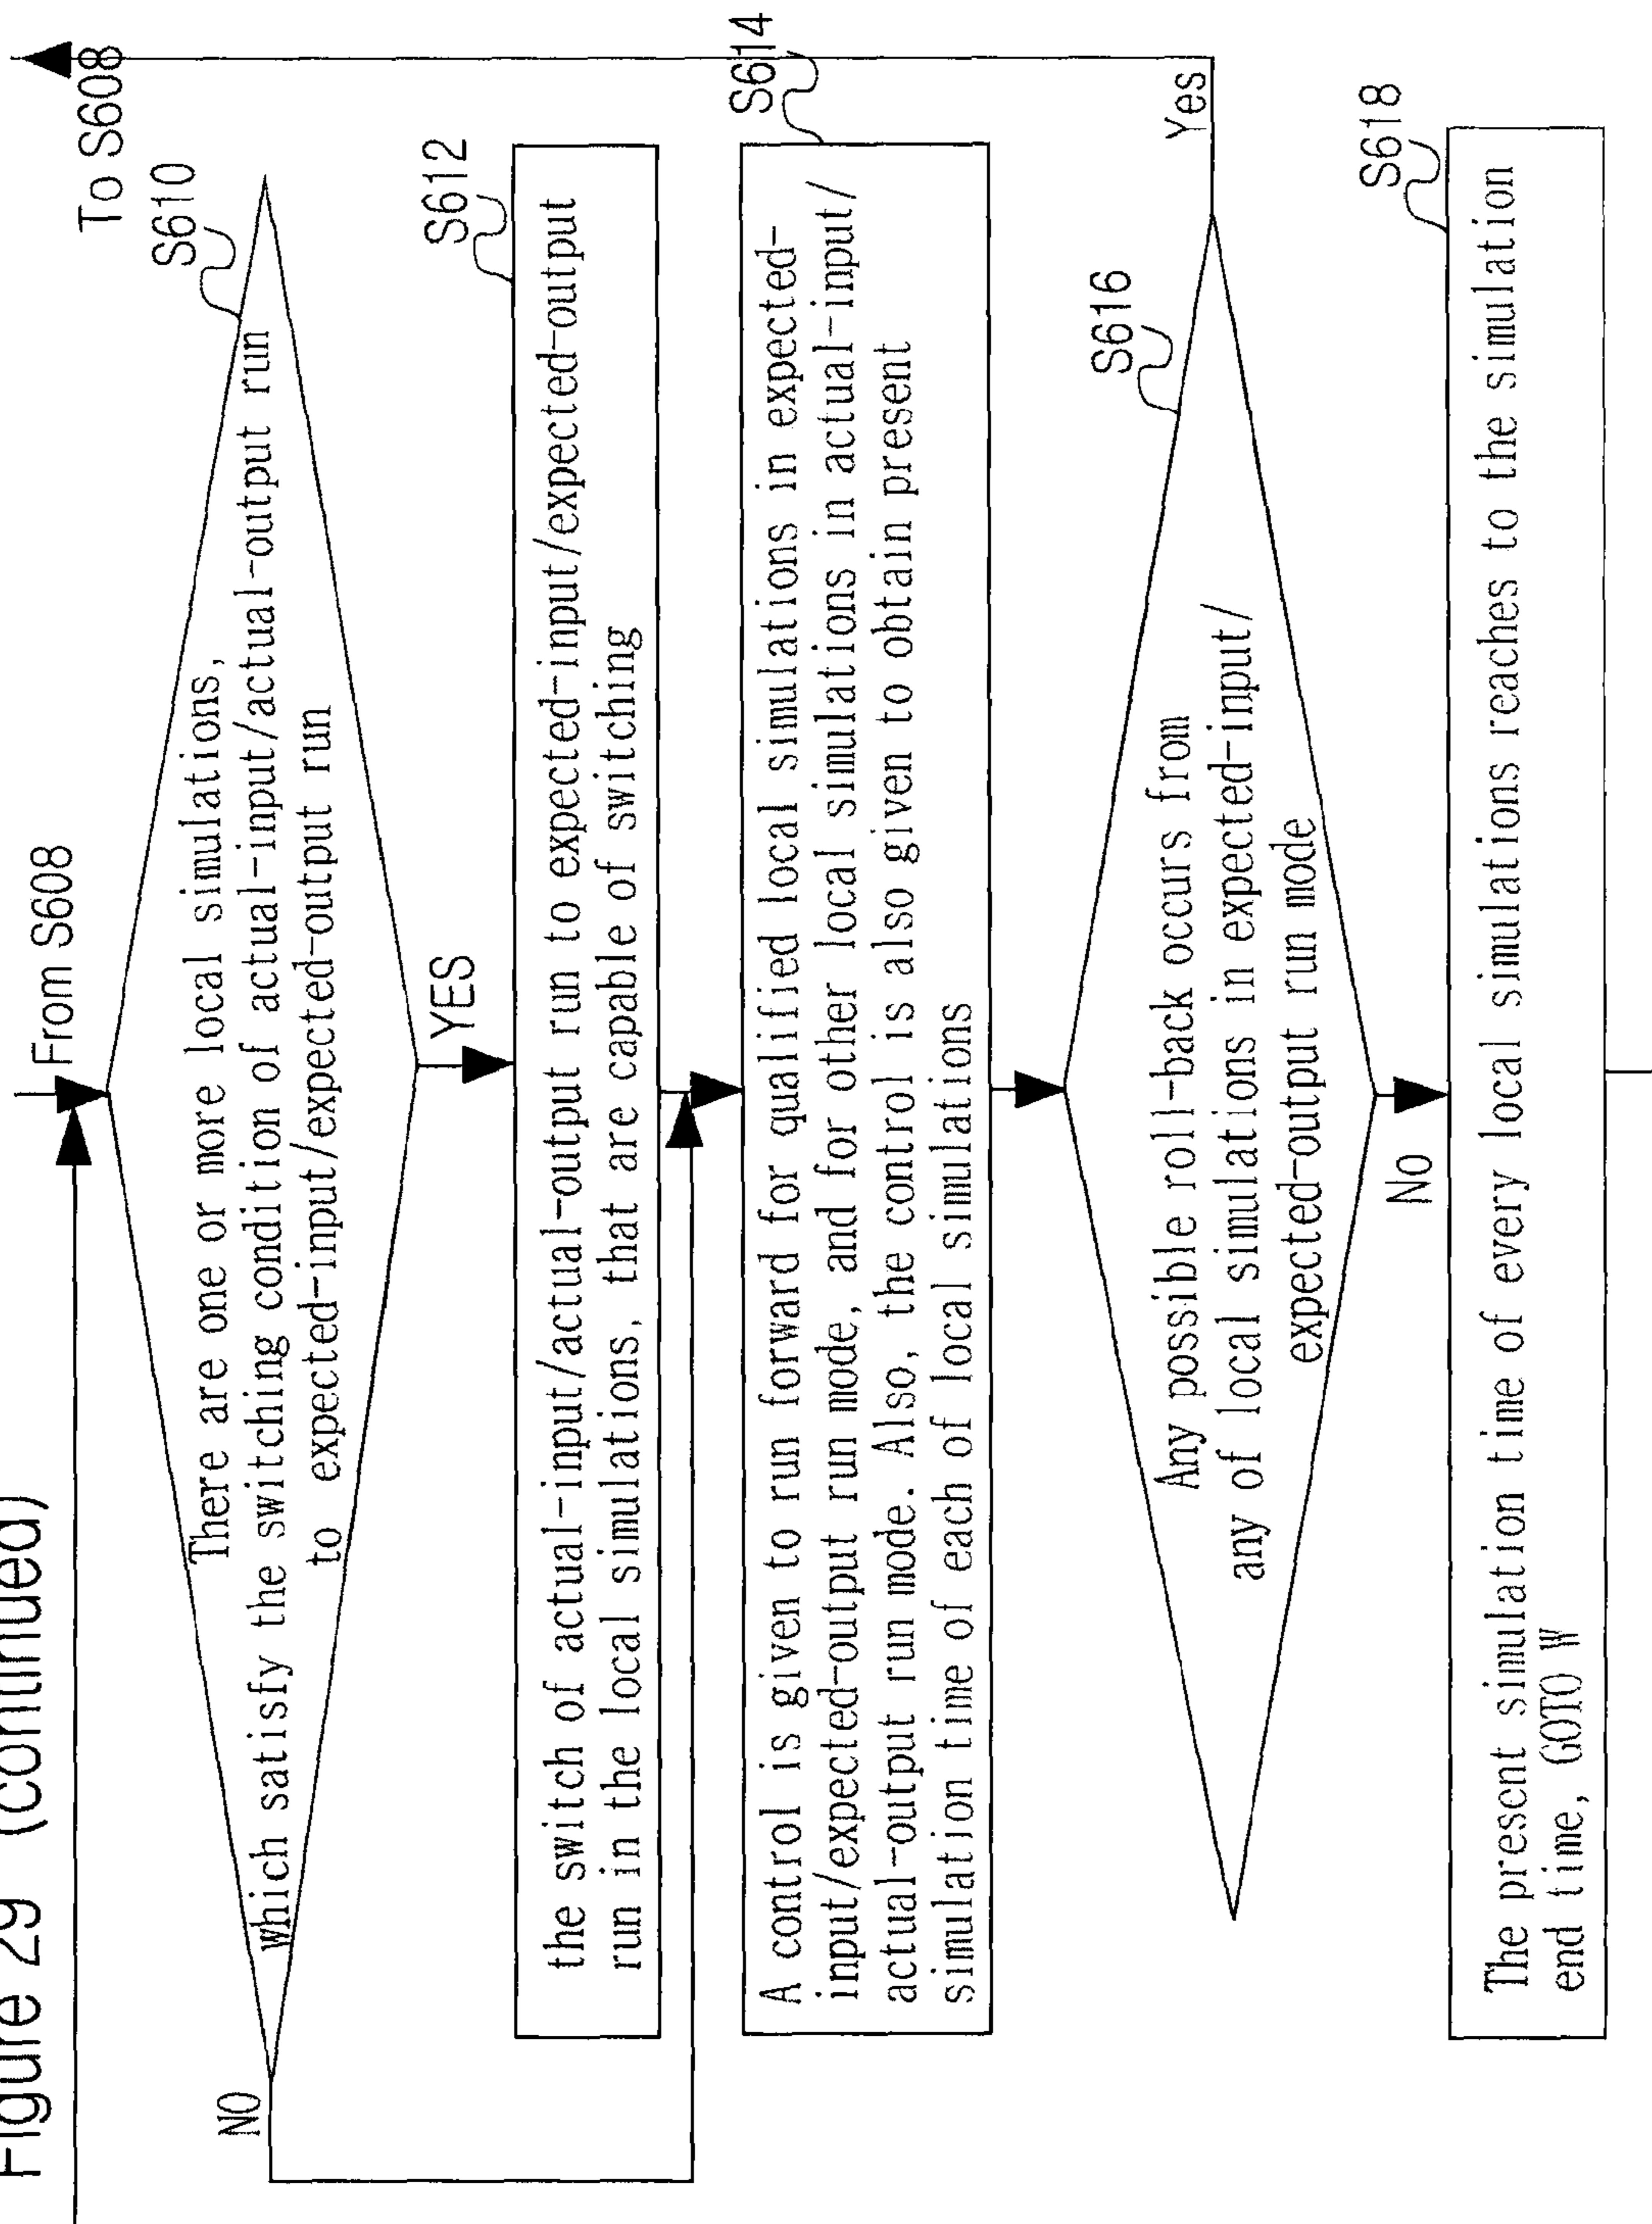 Figure 29 (continued)
From S608
To S608
S610
There are one or more local simulations,
which satisfy the switching condition of actual-input/actual-output run
to expected-input/expected-output run
NO
YES
S612
the switch of actual-input/actual-output run to expected-input/expected-output
run in the local simulations, that are capable of switching
S614
A control is given to run forward for qualified local simulations in expected-
input/expected-output run mode, and for other local simulations in actual-input/
actual-output run mode. Also, the control is also given to obtain present
simulation time of each of local simulations
S616
Any possible roll-back occurs from
any of local simulations in expected-input/
expected-output run mode
Yes
No
S618
The present simulation time of every local simulations reaches to the simulation
end time, GOTO W